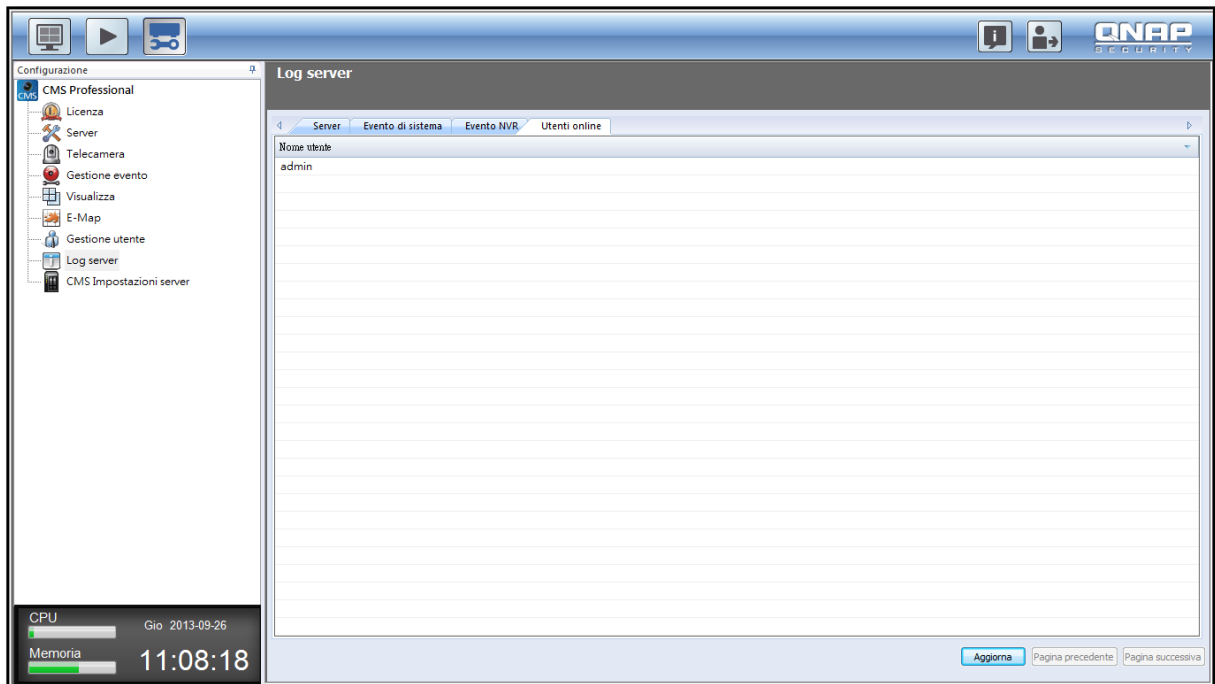 QNAP
SECURITY
Configurazione
CMS
CMS Professional
Licenza
Server
Telecamera
Gestione evento
Visualizza
E-Map
Gestione utente
Log server
CMS Impostazioni server
Log server
Server Evento di sistema Evento NVR Utenti online
Nome utente
admin
CPU
Gio 2013-09-26
Memoria
11:08:18
Aggiorna Pagina precedente Pagina successiva